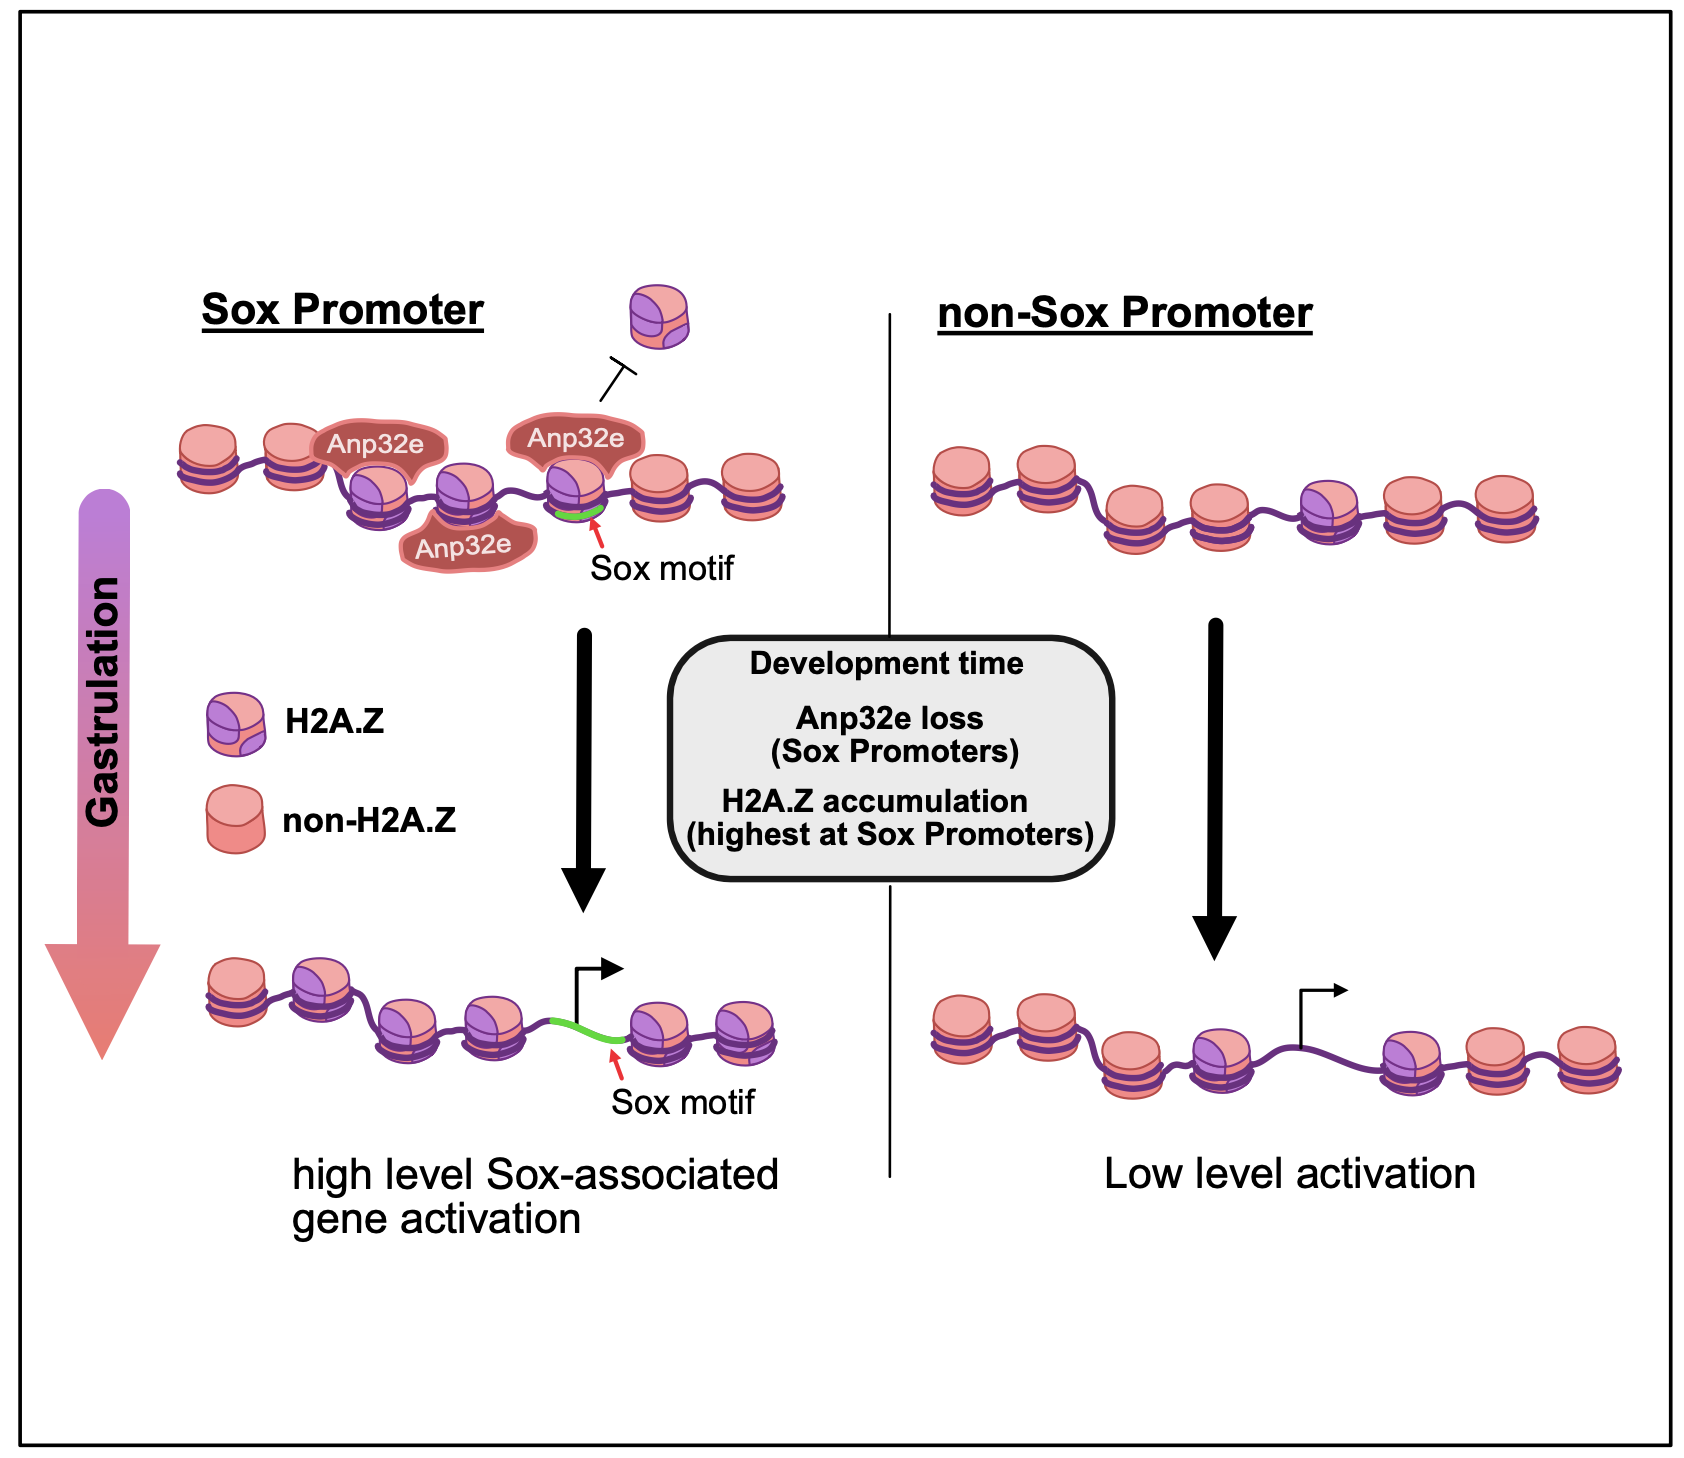 Sox Promoter
non-Sox Promoter
Anp32e
Anp32e
Anp32e
Sox motif
Gastrulation
H2A.Z
non-H2A.Z
Development time
Anp32e loss
(Sox Promoters)
H2A.Z accumulation
(highest at Sox Promoters)
Sox motif
high level Sox-associated
gene activation
Low level activation